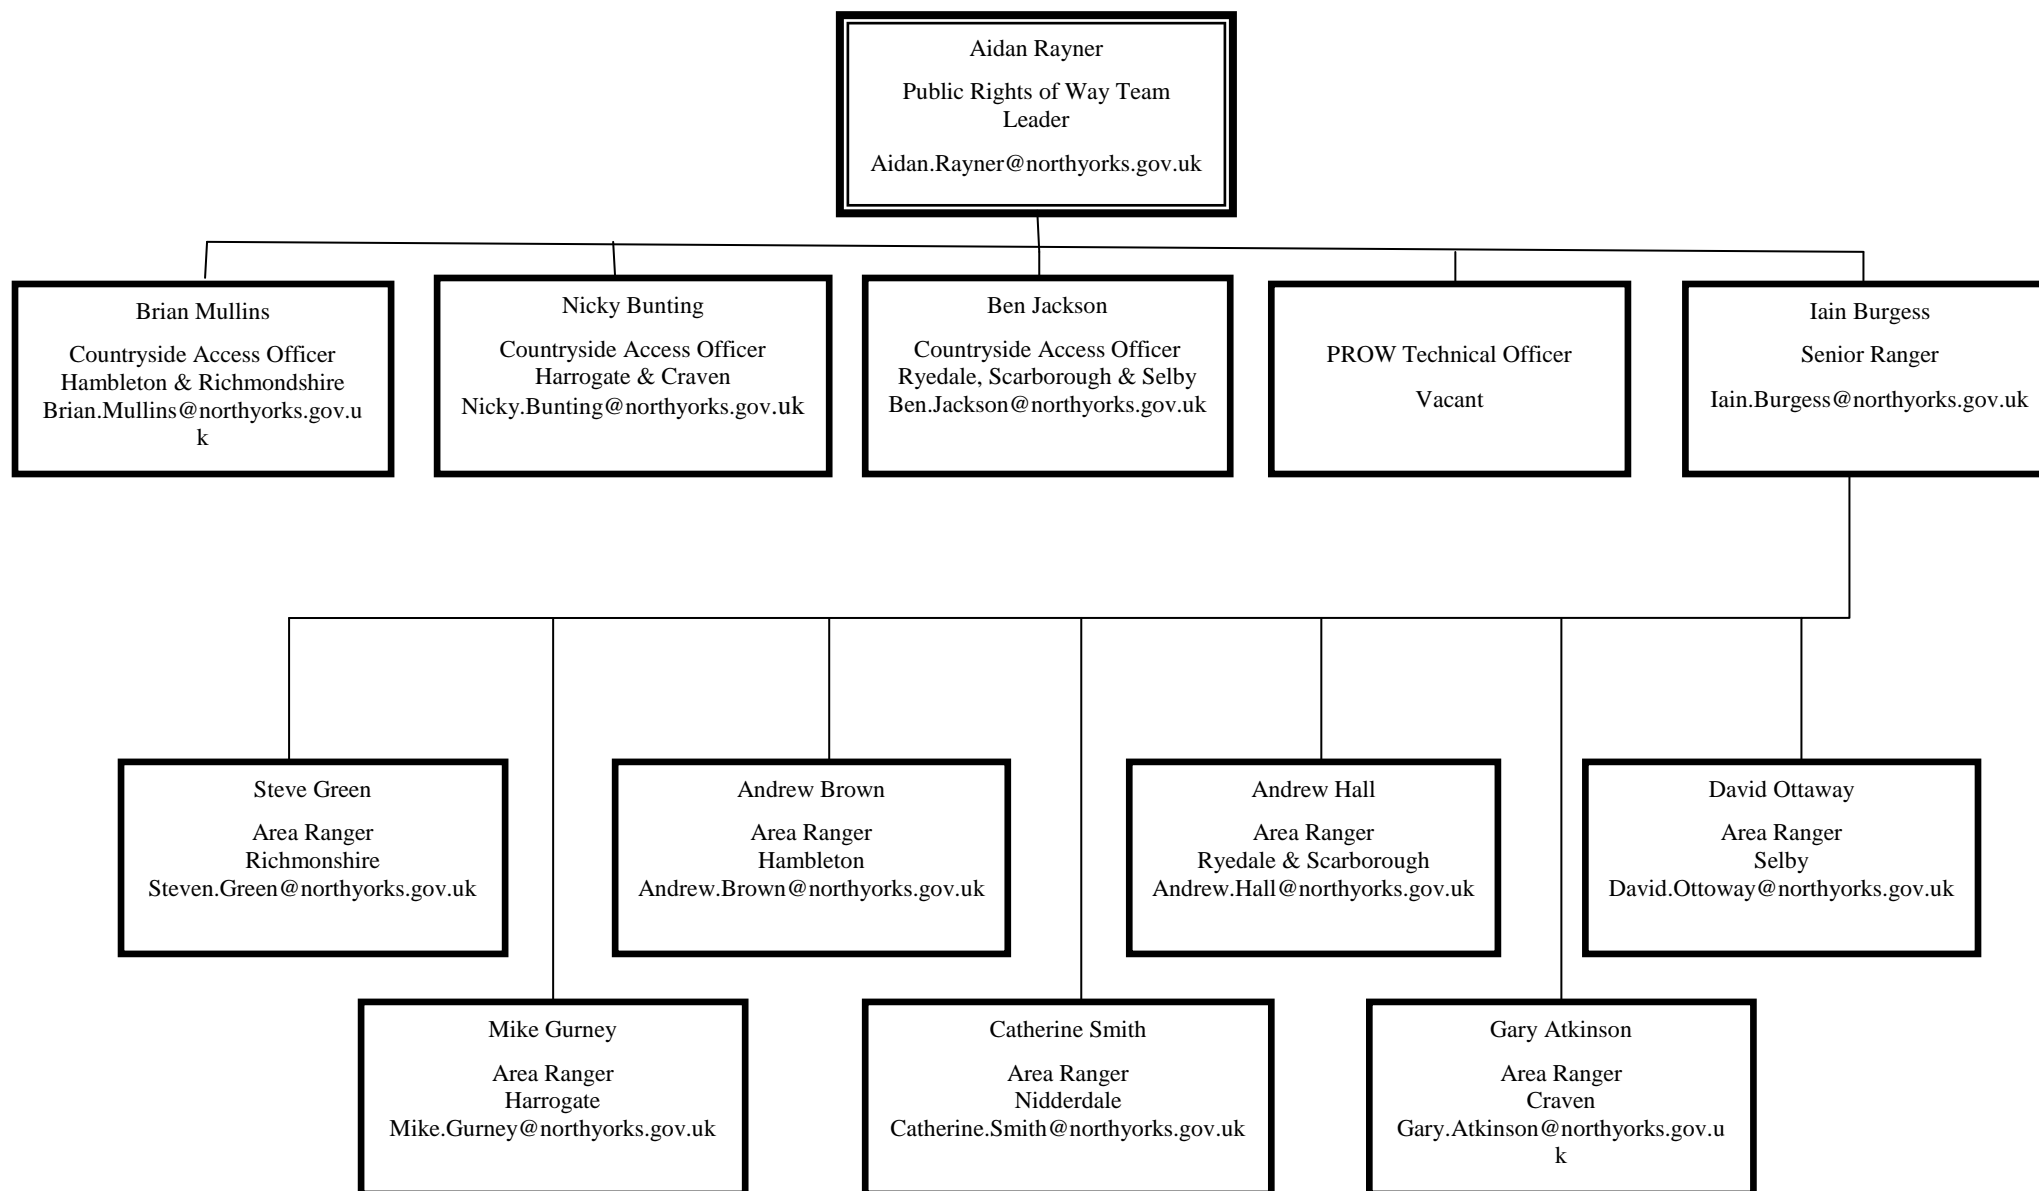 Aidan Rayner
Public Rights of Way Team
Leader
Aidan.Rayner@northyorks.gov.uk
Brian Mullins
Countryside Access Officer
Hambleton & Richmondshire
Brian.Mullins@northyorks.gov.u
k
Nicky Bunting
Countryside Access Officer
Harrogate & Craven
Nicky.Bunting@northyorks.gov.uk
Ben Jackson
Countryside Access Officer
Ryedale, Scarborough & Selby
Ben.Jackson@northyorks.gov.uk
PROW Technical Officer
Vacant
Iain Burgess
Senior Ranger
Iain.Burgess@northyorks.gov.uk
Steve Green
Area Ranger
Richmonshire
Steven.Green@northyorks.gov.uk
Andrew Brown
Area Ranger
Hambleton
Andrew.Brown@northyorks.gov.uk
Andrew Hall
Area Ranger
Ryedale & Scarborough
Andrew.Hall@northyorks.gov.uk
David Ottaway
Area Ranger
Selby
David.Ottoway@northyorks.gov.uk
Mike Gurney
Area Ranger
Harrogate
Mike.Gurney@northyorks.gov.uk
Catherine Smith
Area Ranger
Nidderdale
Catherine.Smith@northyorks.gov.uk
Gary Atkinson
Area Ranger
Craven
Gary.Atkinson@northyorks.gov.u
k